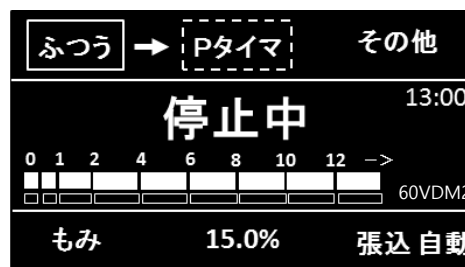 ふつう → Pタイマ その他
13:00
停止中
0 1 2 4 6 8 10 12 ->
60VDM2
もみ 15.0% 張込 自動